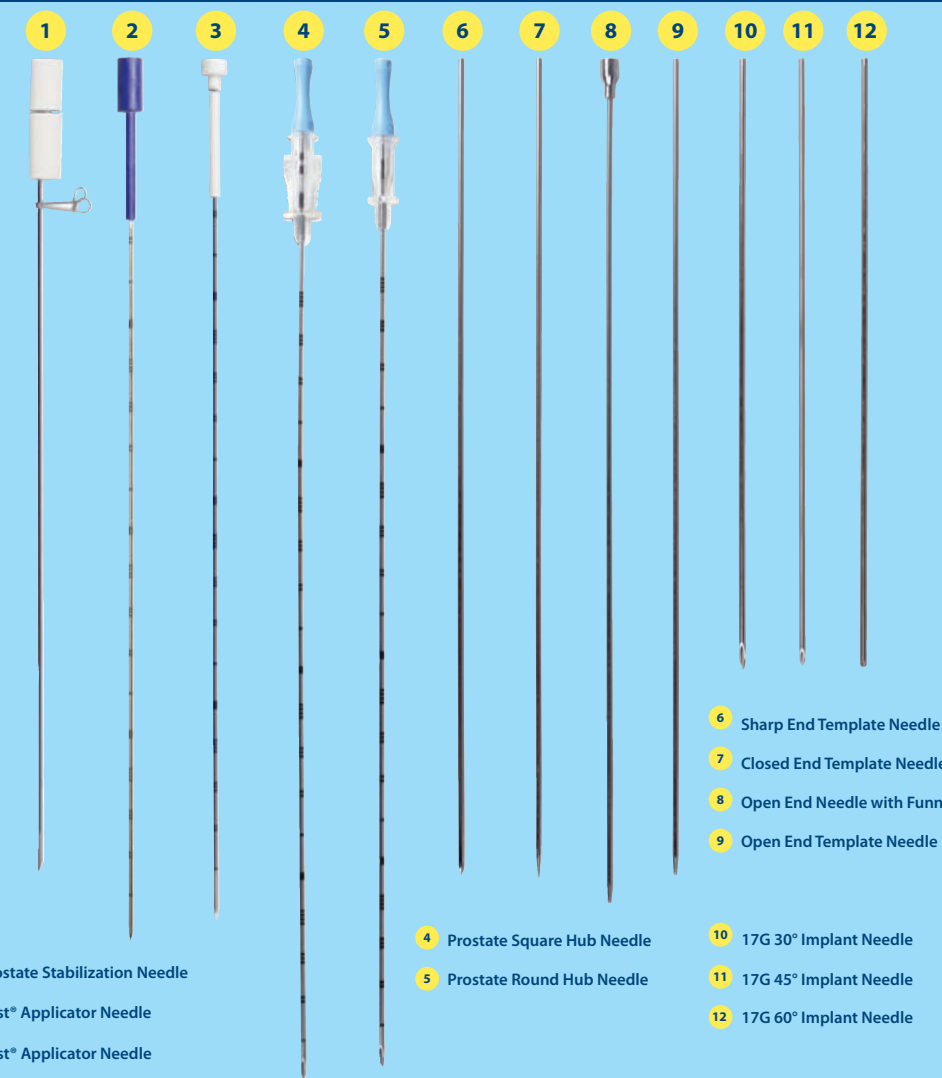 1 2 3 4 5 6 7 8 9 10 11 12
6 Sharp End Template Needle
7 Closed End Template Needle
8 Open End Needle with
9 Open End Template Needle
4 Prostate Square Hub Needle
5 Prostate Round Hub Needle
10 17G 30° Implant Needle
11 17G 45° Implant Needle
12 17G 60° Implant Needle
Stabilization Needle
Applicator Needle
Applicator Needle